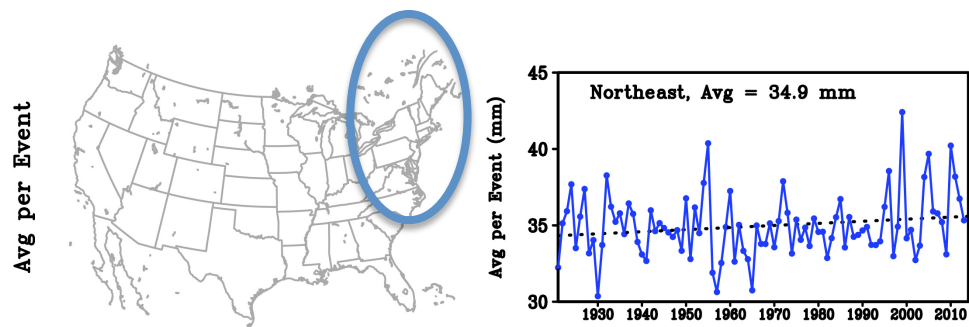 Avg per Event
Avg per Event (mm)
45
40
35
30
Northeast, Avg = 34.9 mm
1930 1940 1950 1960 1970 1980 1990 2000 2010